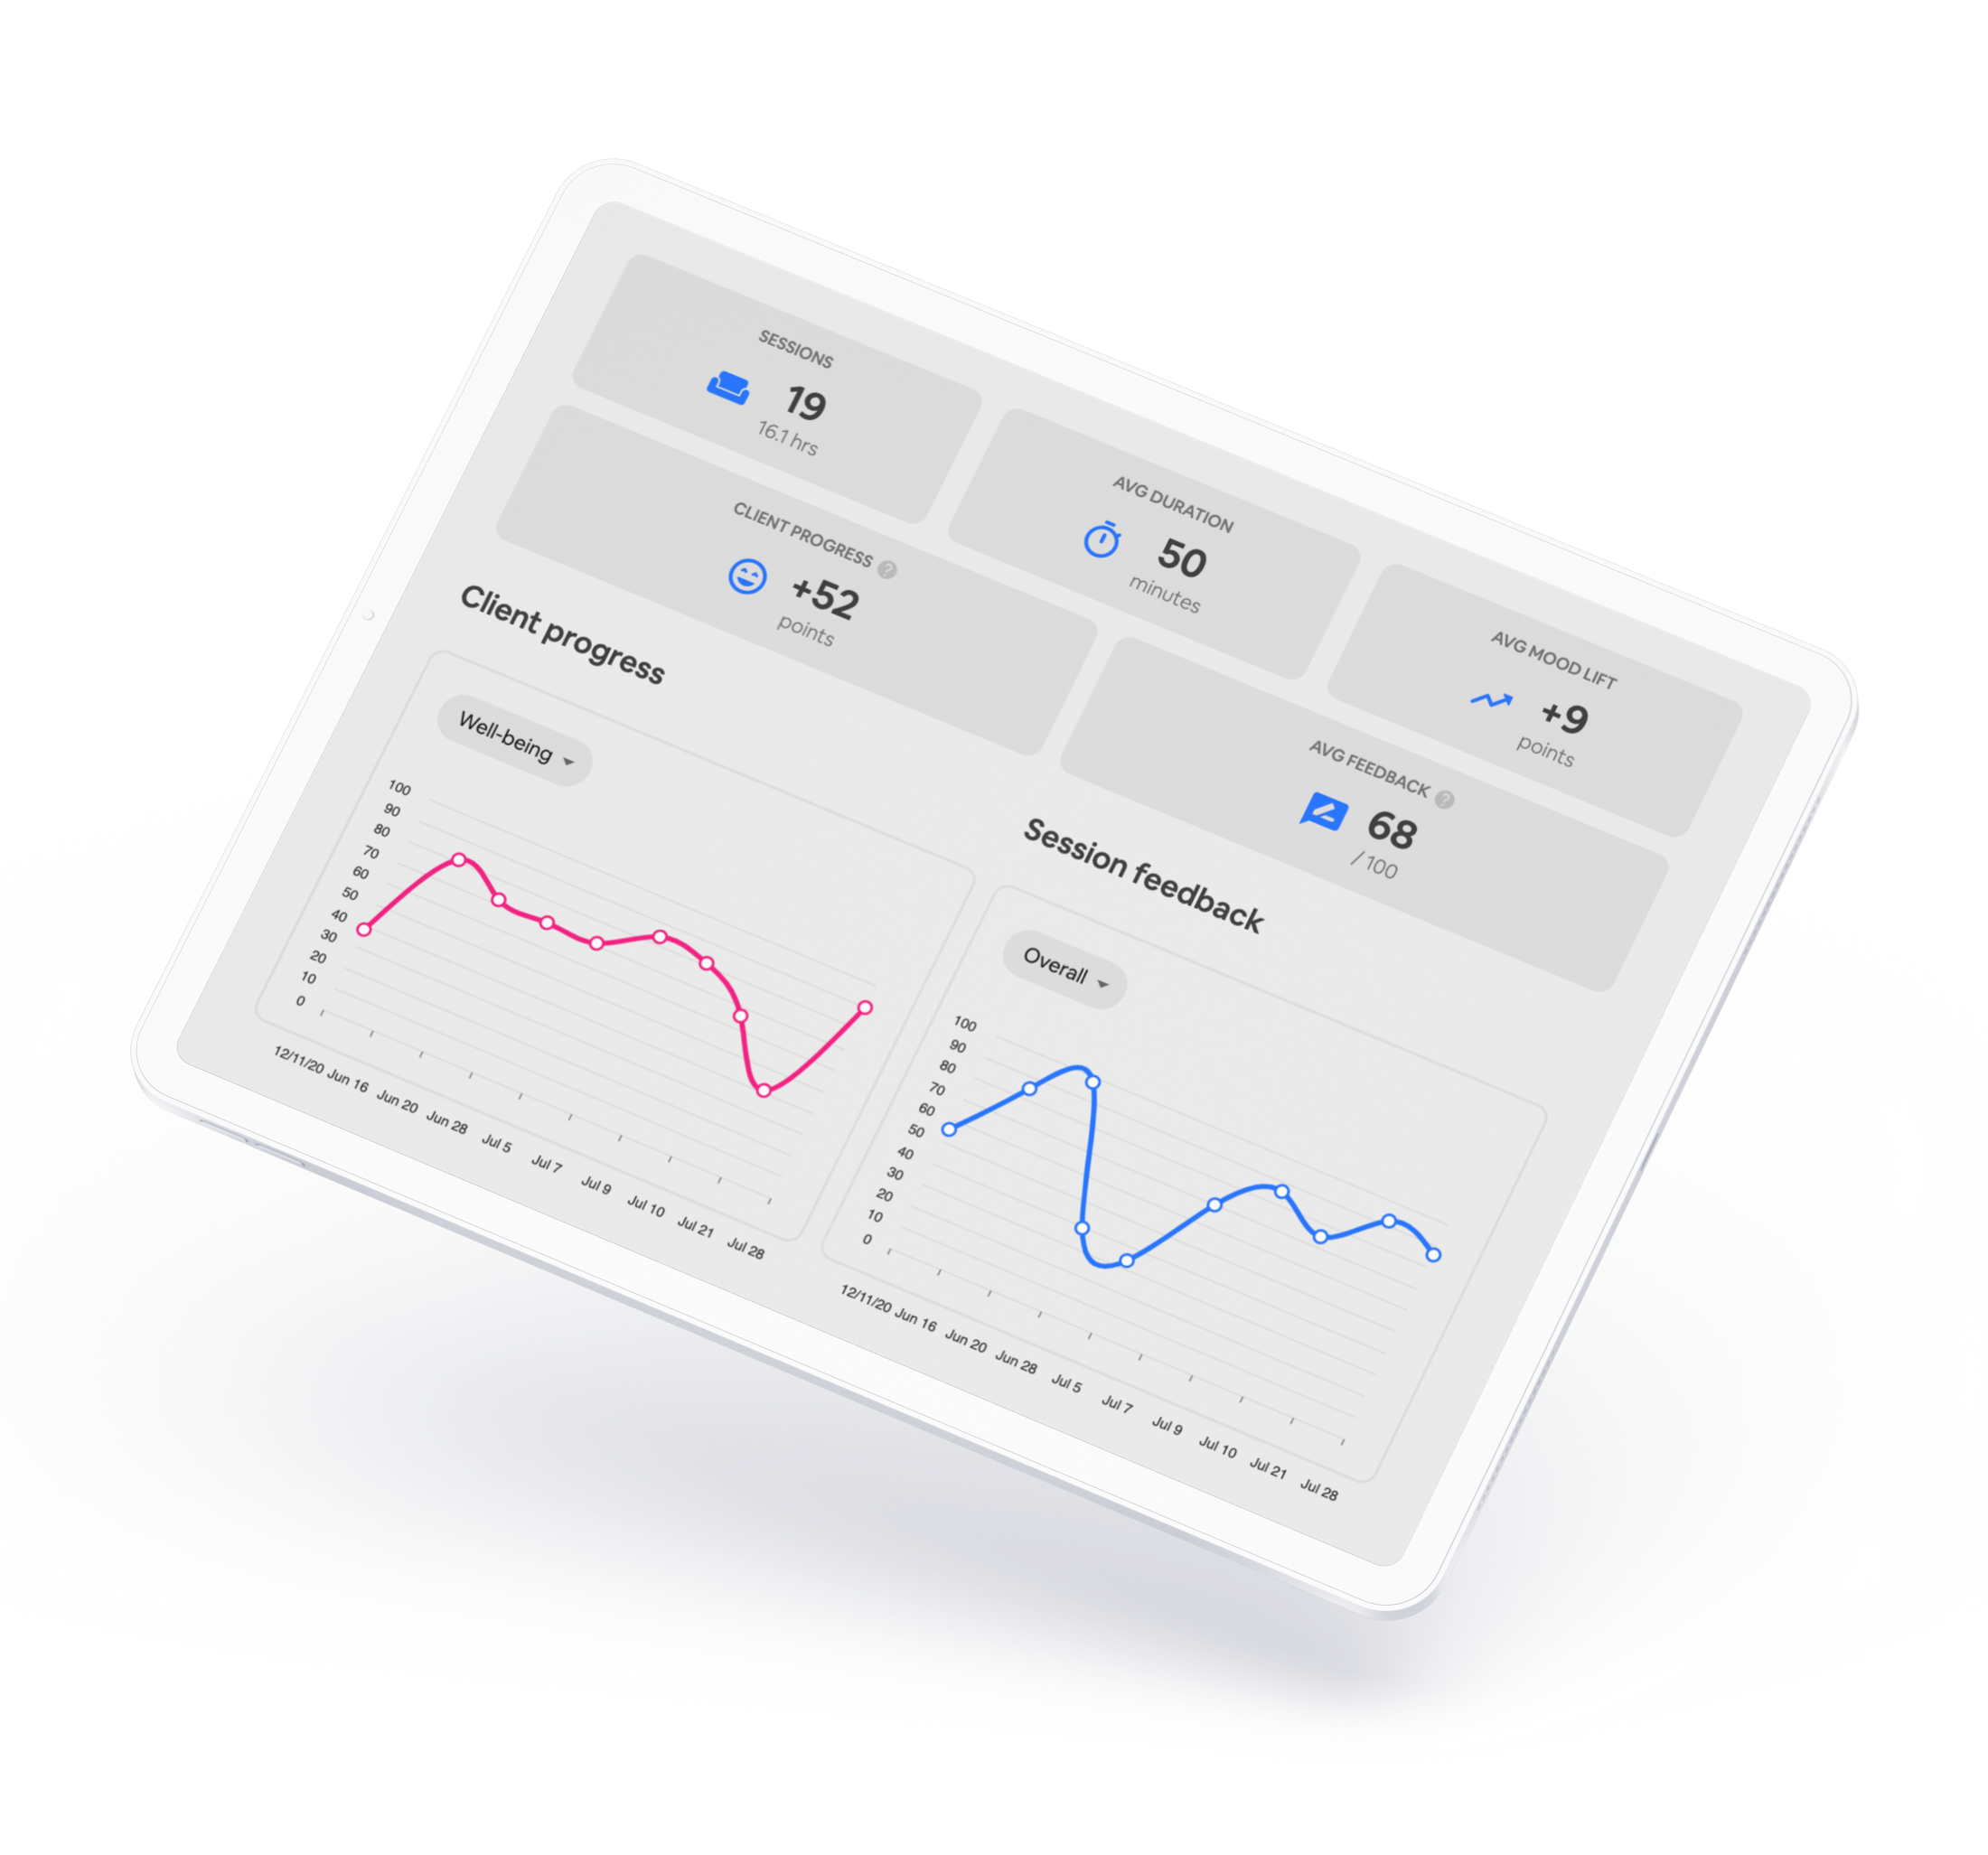 SESSIONS
19
16.1 hrs
AVG DURATION
50
minutes
AVG MOOD LIFT
+9
points
CLIENT PROGRESS ?
+52
points
AVG FEEDBACK ?
68
/ 100
Client progress
Well-being
100
90
80
70
60
50
40
30
20
10
0
12/11/20 Jun 16 Jun 20 Jun 28 Jul 5 Jul 7 Jul 9 Jul 10 Jul 21 Jul 28
Session feedback
Overall
100
90
80
70
60
50
40
30
20
10
0
12/11/20 Jun 16 Jun 20 Jun 28 Jul 5 Jul 7 Jul 9 Jul 10 Jul 21 Jul 28